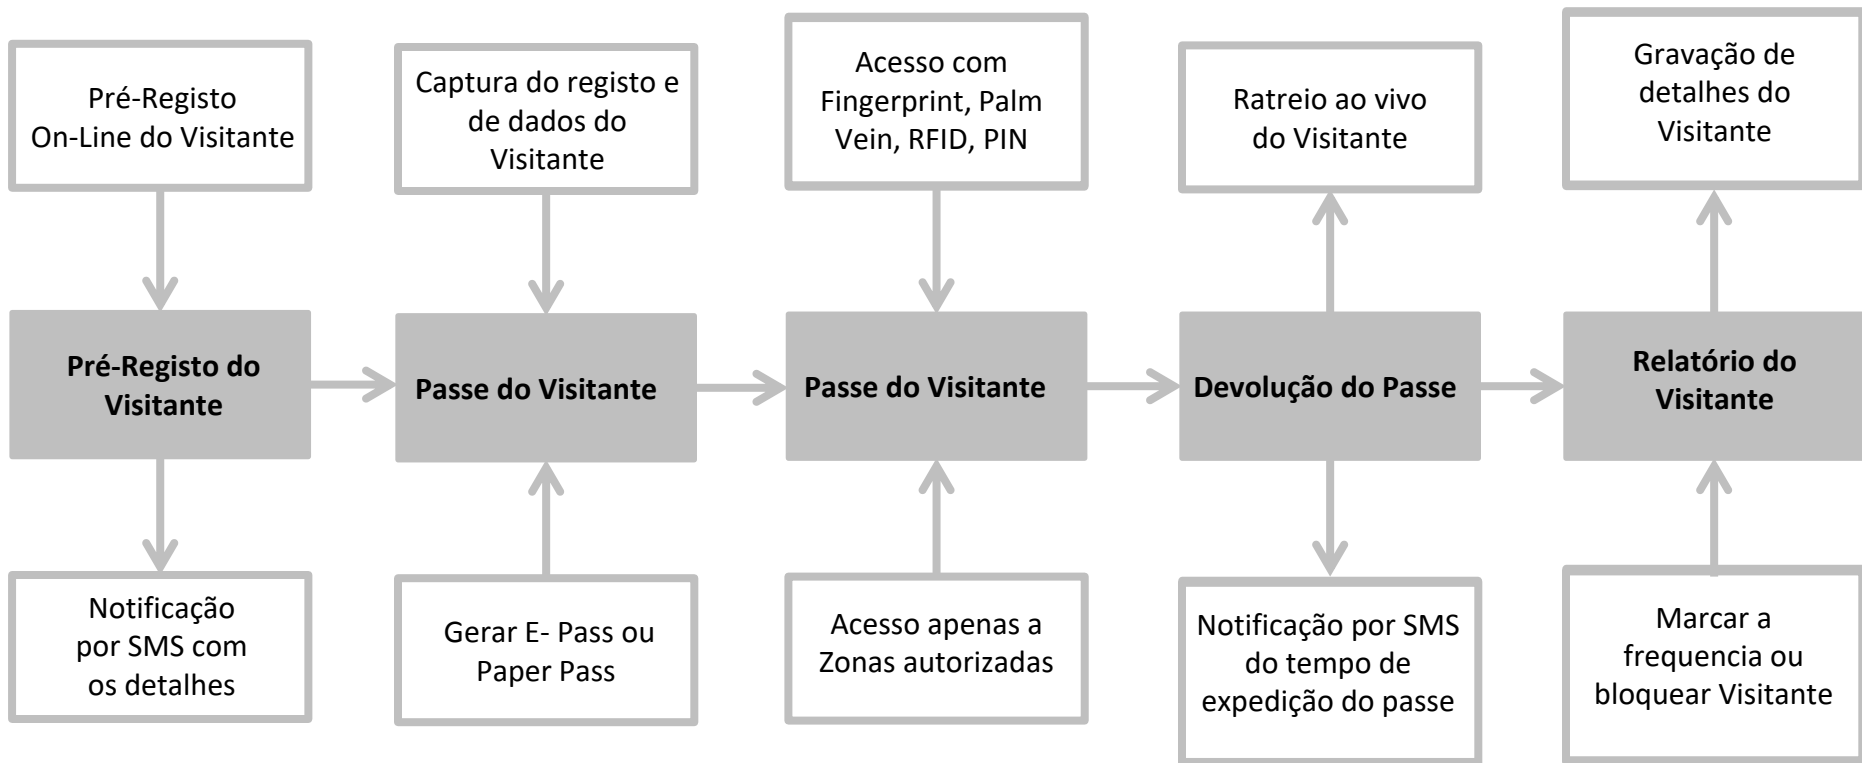 Pré-Registo
On-Line do Visitante
Captura do registo e
de dados do
Visitante
Acesso com
Fingerprint, Palm
Vein, RFID, PIN
Ratreio ao vivo
do Visitante
Gravação de
detalhes do
Visitante
Pré-Registo do
Visitante
Passe do Visitante
Passe do Visitante
Devolução do Passe
Relatório do
Visitante
Notificação
por SMS com
os detalhes
Gerar E- Pass ou
Paper Pass
Acesso apenas a
Zonas autorizadas
Notificação por SMS
do tempo de
expedição do passe
Marcar a
frequencia ou
bloquear Visitante